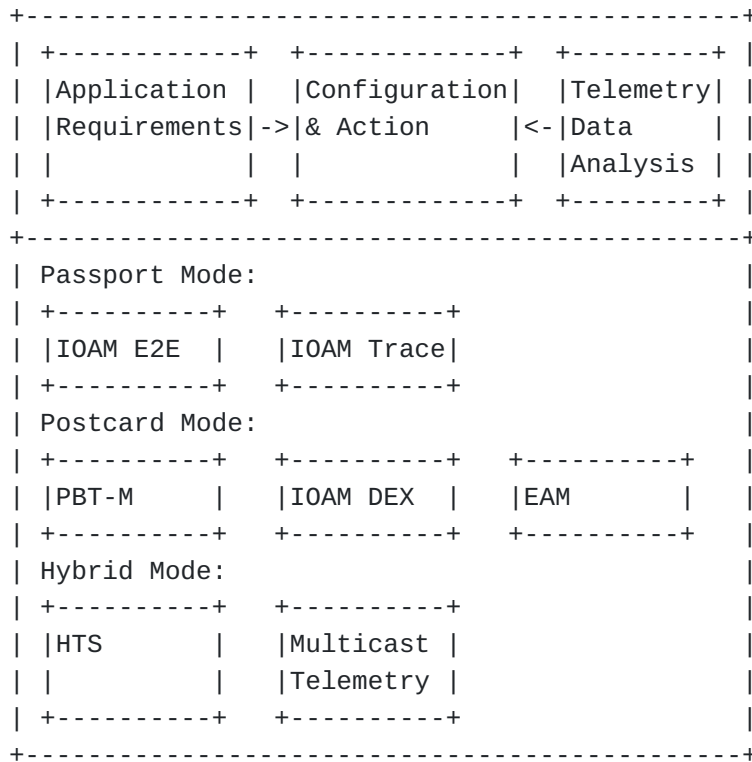 +----------------------------------------------+
| +------------+  +-------------+  +---------+ |
| |Application |  |Configuration|  |Telemetry| |
| |Requirements|->|& Action     |<-|Data     | |
| |            |  |             |  |Analysis | |
| +------------+  +-------------+  +---------+ |
+----------------------------------------------+
| Passport Mode:                               |
| +----------+   +----------+                  |
| |IOAM E2E  |   |IOAM Trace|                  |
| +----------+   +----------+                  |
| Postcard Mode:                               |
| +----------+   +----------+   +----------+   |
| |PBT-M     |   |IOAM DEX  |   |EAM       |   |
| +----------+   +----------+   +----------+   |
| Hybrid Mode:                                 |
| +----------+   +----------+                  |
| |HTS       |   |Multicast |                  |
| |          |   |Telemetry |                  |
| +----------+   +----------+                  |
+----------------------------------------------+